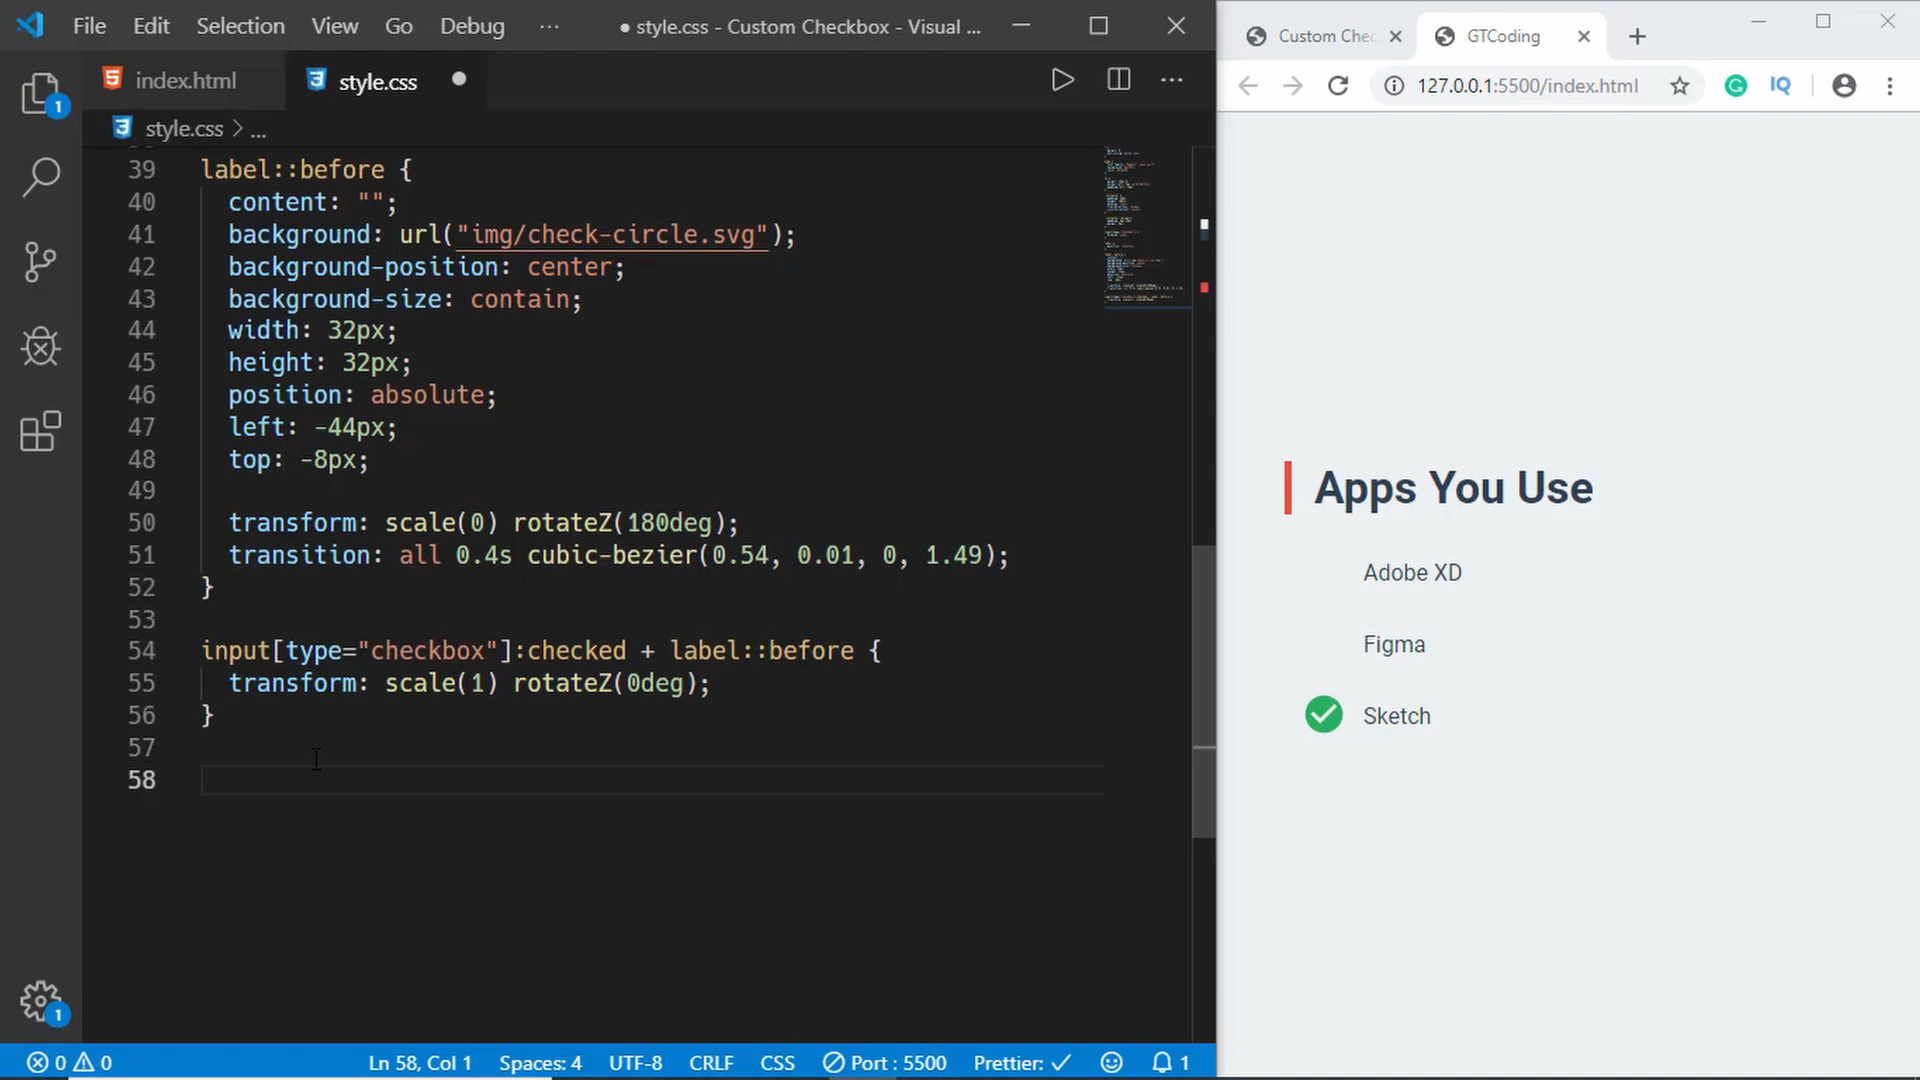 File Edit Selection View Go Debug ··· ● style.css - Custom Checkbox - Visual ...
index.html style.css
style.css > ...
39 label::before {
40 content: "";
41 background: url("img/check-circle.svg");
42 background-position: center;
43 background-size: contain;
44 width: 32px;
45 height: 32px;
46 position: absolute;
47 left: -44px;
48 top: -8px;
49
50 transform: scale(0) rotateZ(180deg);
51 transition: all 0.4s cubic-bezier(0.54, 0.01, 0, 1.49);
52 }
53
54 input[type="checkbox"]:checked + label::before {
55 transform: scale(1) rotateZ(0deg);
56 }
57
58
1
1
0 0 Ln 58, Col 1 Spaces: 4 UTF-8 CRLF CSS Port : 5500 Prettier: ✓ 1
Custom Chec GTCoding
127.0.0.1:5500/index.html IQ
Apps You Use
Adobe XD
Figma
Sketch